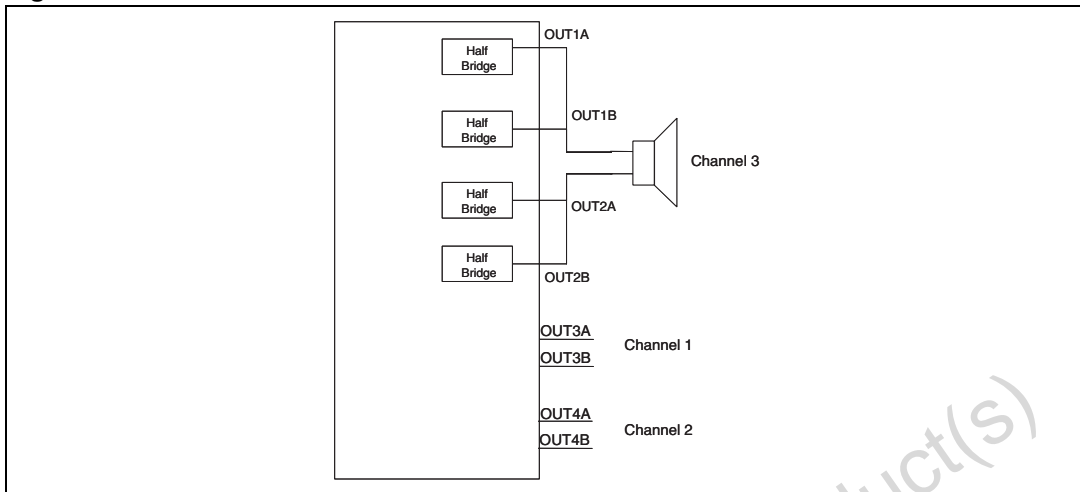 OUT1A
Half
Bridge
OUT1B
Half
Bridge
Channel 3
Half
Bridge
OUT2A
Half
Bridge
OUT2B
OUT3A
Channel 1
OUT3B
OUT4A
Channel 2
OUT4B